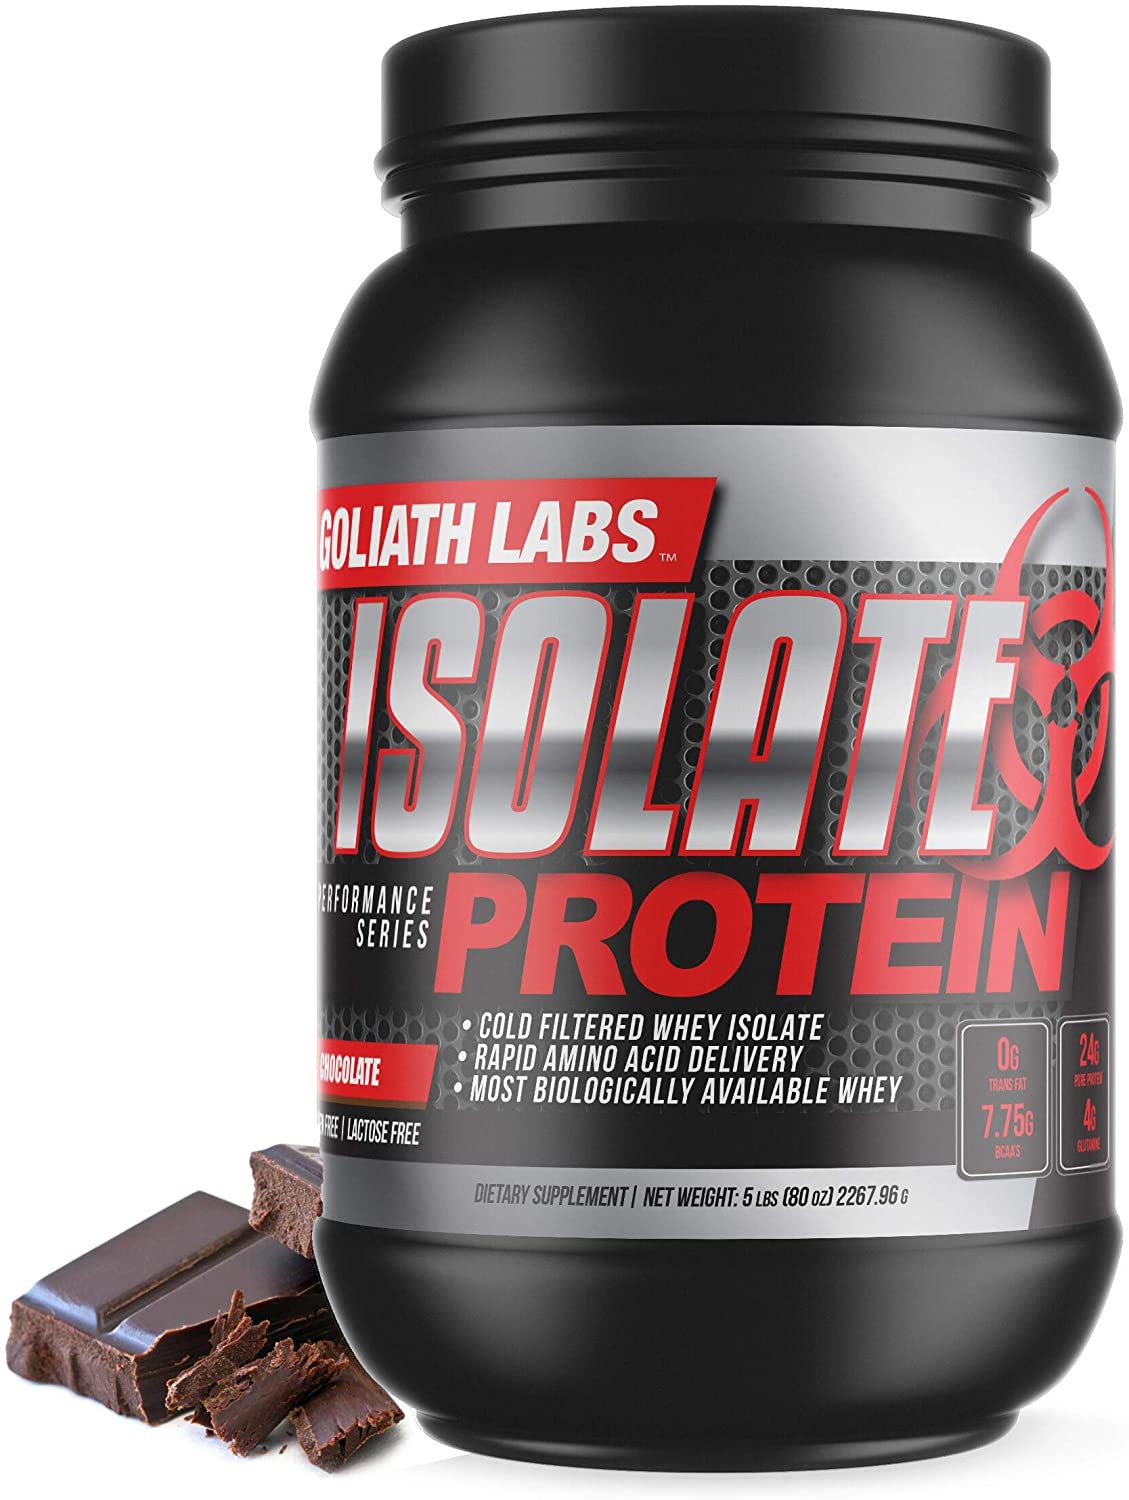 GOLIATH LABS™
ISOLATE
PERFORMANCE
SERIES
PROTEIN
• COLD FILTERED WHEY ISOLATE
• RAPID AMINO ACID DELIVERY
• MOST BIOLOGICALLY AVAILABLE WHEY
CHOCOLATE
FREE | LACTOSE FREE
0G
TRANS FAT
7.75G
BCAA'S
24G
PURE PROTEIN
4G
GLUTAMINE
DIETARY SUPPLEMENT | NET WEIGHT: 5 LBS (80 OZ) 2267.96 G